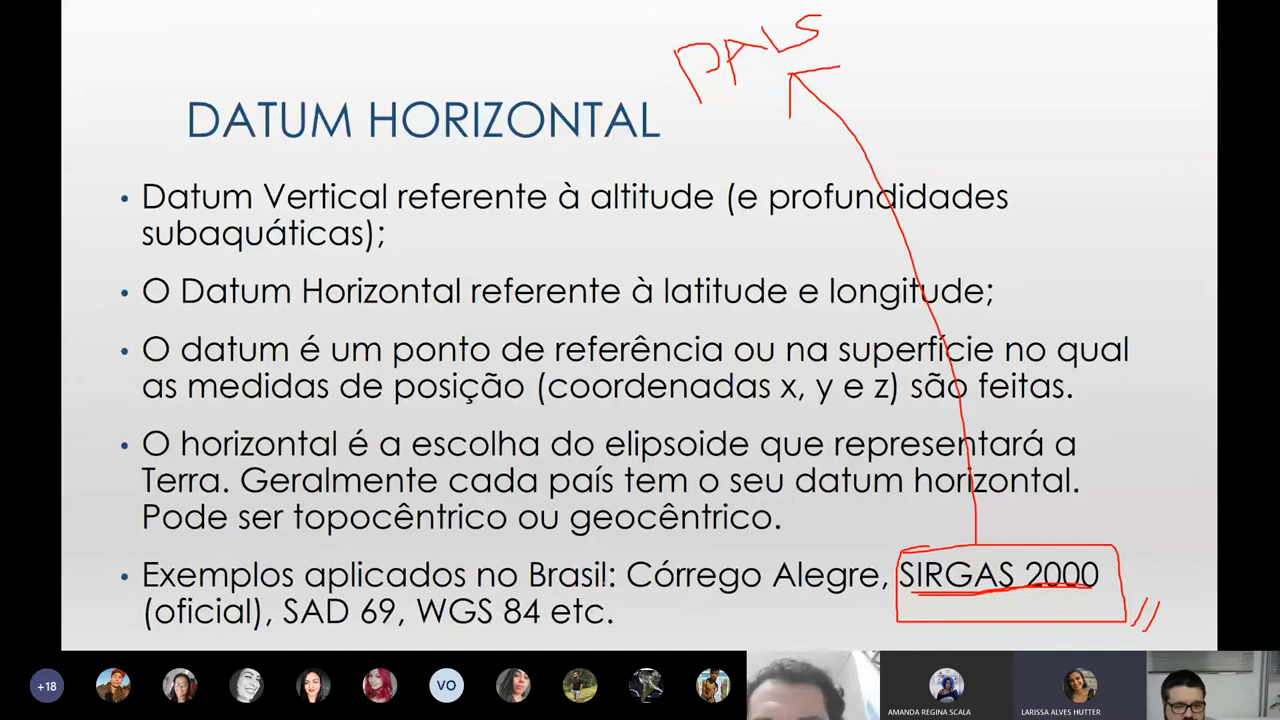 PAIS
DATUM HORIZONTAL
• Datum Vertical referente à altitude (e profundidades
subaquáticas);
• O Datum Horizontal referente à latitude e longitude;
• O datum é um ponto de referência ou na superfície no qual
as medidas de posição (coordenadas x, y e z) são feitas.
• O horizontal é a escolha do elipsoide que representará a
Terra. Geralmente cada país tem o seu datum horizontal.
Pode ser topocêntrico ou geocêntrico.
• Exemplos aplicados no Brasil: Córrego Alegre, SIRGAS 2000
(oficial), SAD 69, WGS 84 etc.
+18
VO
AMANDA REGINA SCALA
LARISSA ALVES HUTTER